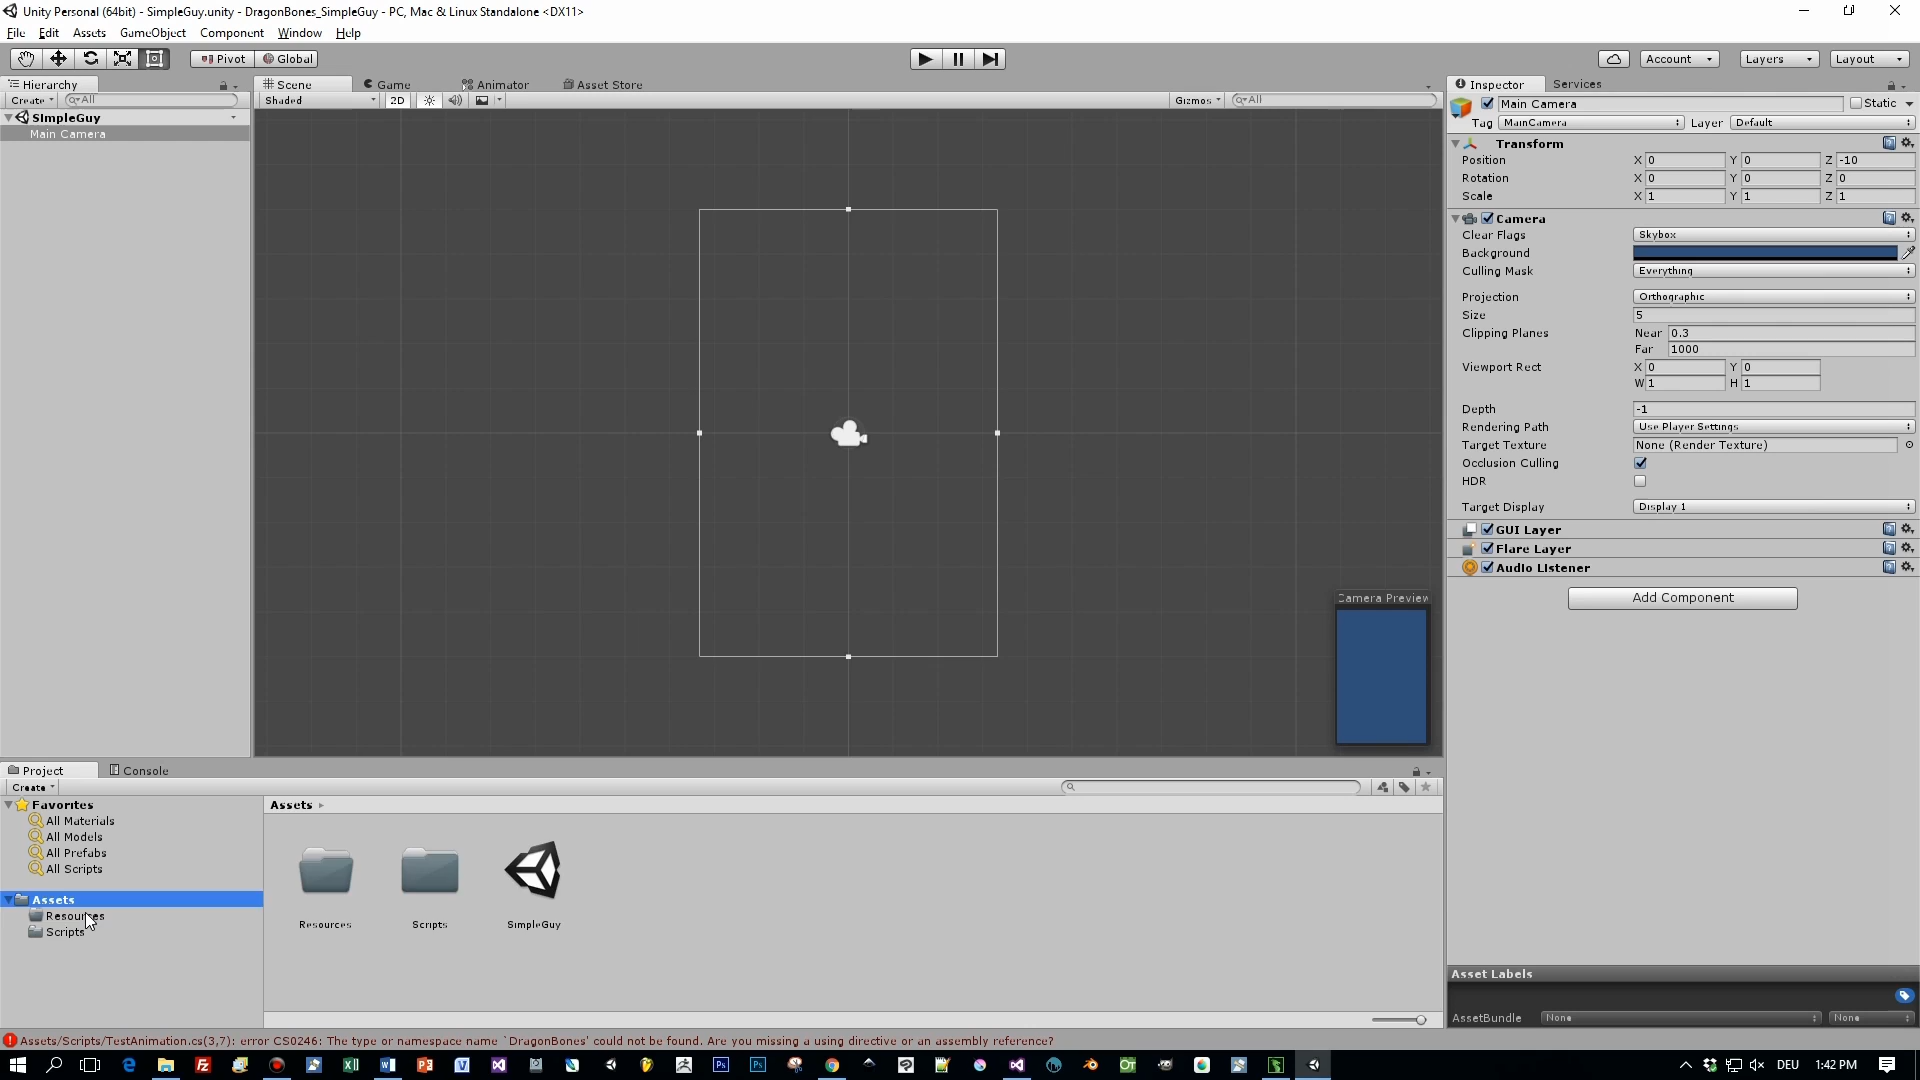 Unity Personal (64bit) - SimpleGuy.unity - DragonBones_SimpleGuy - PC, Mac & Linux Standalone <DX11>
File Edit Assets GameObject Component Window Help
Pivot Global Account Layers Layout
Hierarchy Scene Game Animator Asset Store Inspector Services
Create All Shaded 2D Gizmos All Main Camera Static
SimpleGuy Tag MainCamera Layer Default
Main Camera
Transform
Position X 0 Y 0 Z -10
Rotation X 0 Y 0 Z 0
Scale X 1 Y 1 Z 1
Camera
Clear Flags Skybox
Background
Culling Mask Everything
Projection Orthographic
Size 5
Clipping Planes Near 0.3
Far 1000
Viewport Rect X 0 Y 0
W 1 H 1
Depth -1
Rendering Path Use Player Settings
Target Texture None (Render Texture)
Occlusion Culling
HDR
Target Display Display 1
GUI Layer
Flare Layer
Audio Listener
Add Component
Camera Preview
Project Console
Create
Favorites
All Materials
All Models
All Prefabs
All Scripts
Assets
Resources
Scripts
Assets
Resources Scripts SimpleGuy
Asset Labels
AssetBundle None None
Assets/Scripts/TestAnimation.cs(3,7): error CS0246: The type or namespace name `DragonBones' could not be found. Are you missing a using directive or an assembly reference?
DEU 1:42 PM